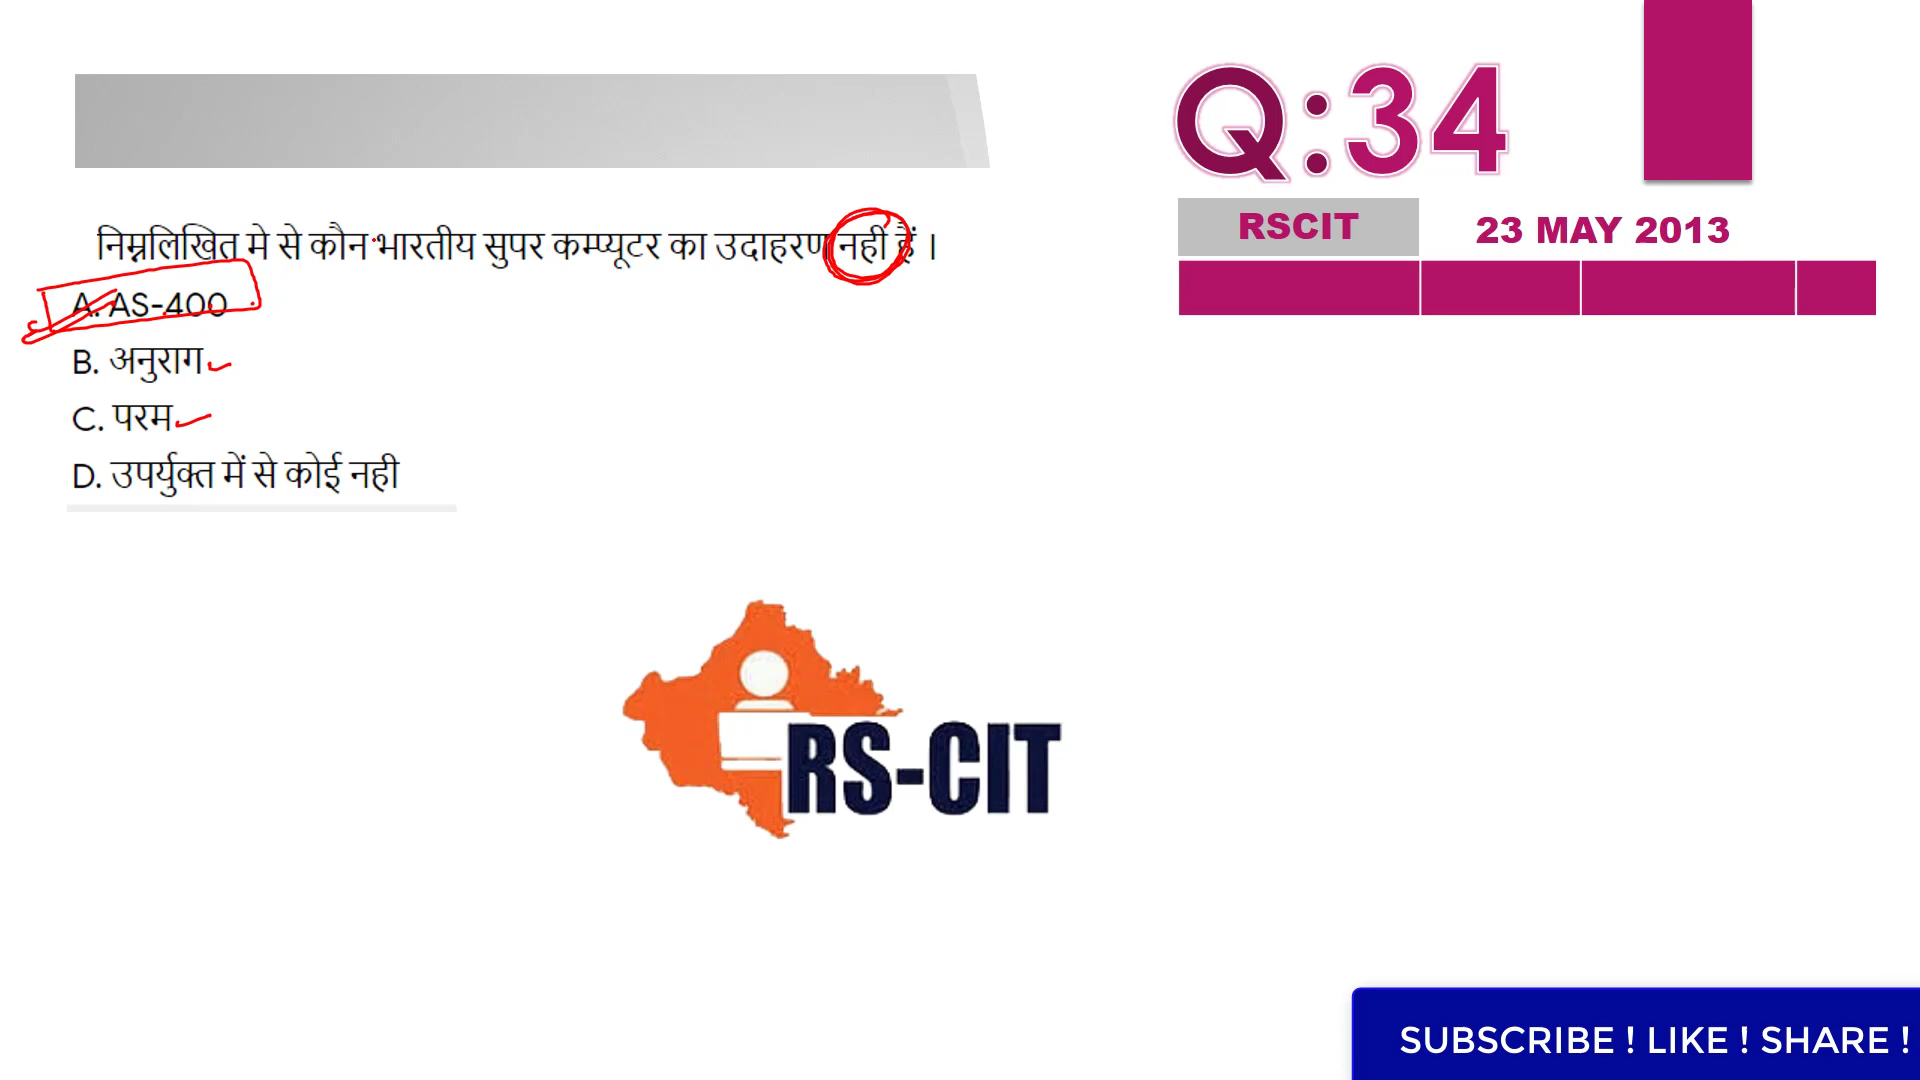 Q:34
RSCIT
23 MAY 2013
निम्नलिखित मे से कौन भारतीय सुपर कम्प्यूटर का उदाहरण नही हैं ।
A. AS-400
B. अनुराग
C. परम
D. उपर्युक्त में से कोई नही
RS-CIT
SUBSCRIBE ! LIKE ! SHARE !